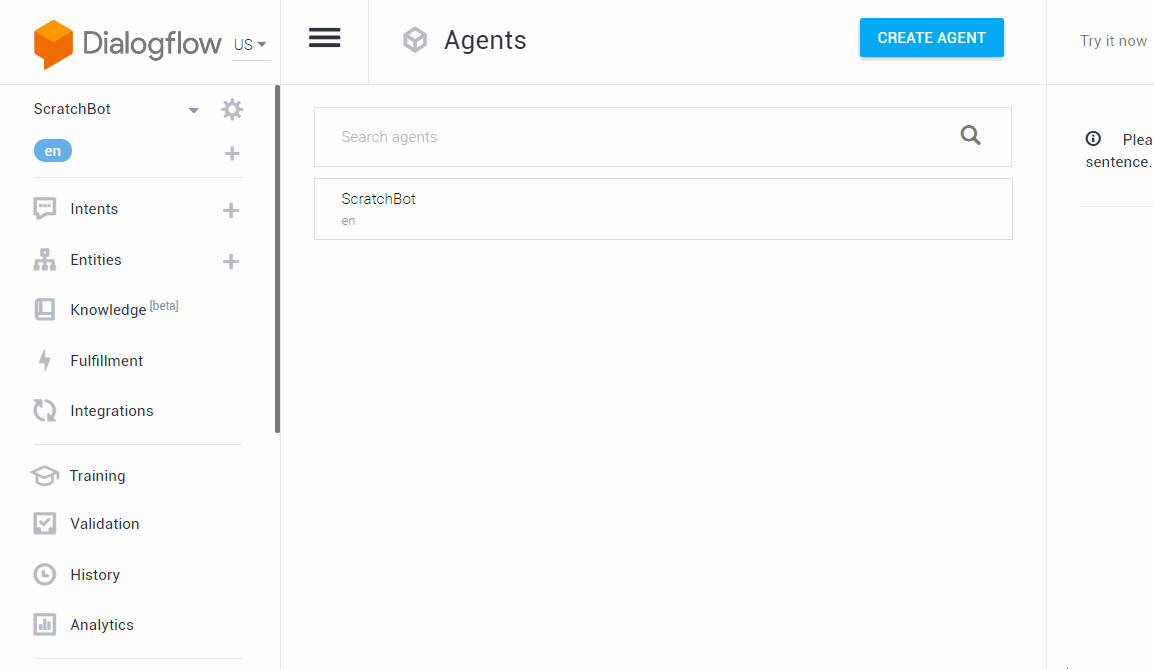 Dialogflow
US
Agents
CREATE AGENT
Try it now
ScratchBot
en
Intents
Entities
Knowledge [beta]
Fulfillment
Integrations
Training
Validation
History
Analytics
Search agents
ScratchBot
en
Plea
sentence.